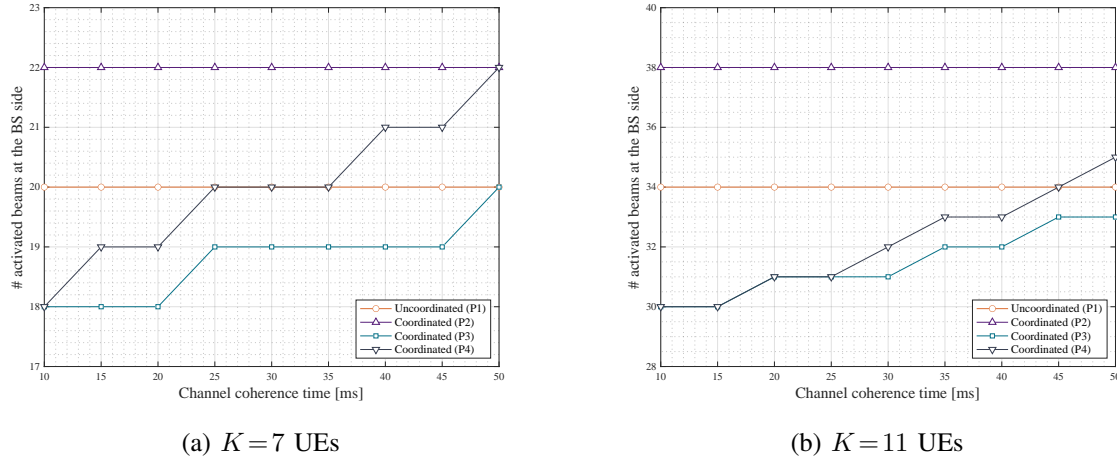 23
22
21
20
19
18
17
# activated beams at the BS side
10 15 20 25 30 35 40 45 50
Channel coherence time [ms]
Uncoordinated (P1)
Coordinated (P2)
Coordinated (P3)
Coordinated (P4)
(a) K = 7 UEs
40
38
36
34
32
30
28
# activated beams at the BS side
10 15 20 25 30 35 40 45 50
Channel coherence time [ms]
Uncoordinated (P1)
Coordinated (P2)
Coordinated (P3)
Coordinated (P4)
(b) K = 11 UEs